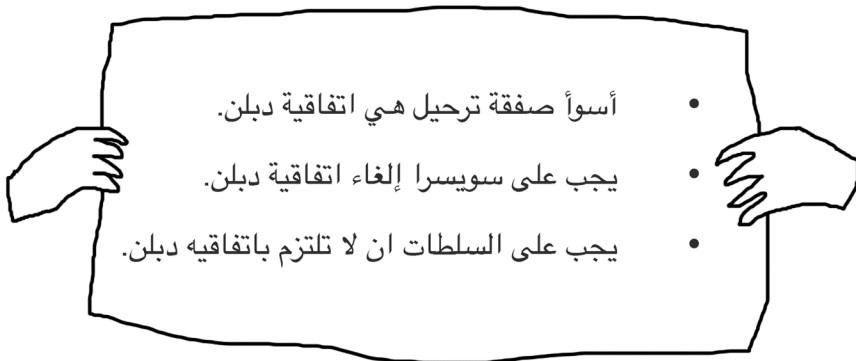 • أسوأ صفقة ترحيل هي اتفاقية دبلن.
• يجب على سويسرا إلغاء اتفاقية دبلن.
• يجب على السلطات ان لا تلتزم باتفاقيه دبلن.